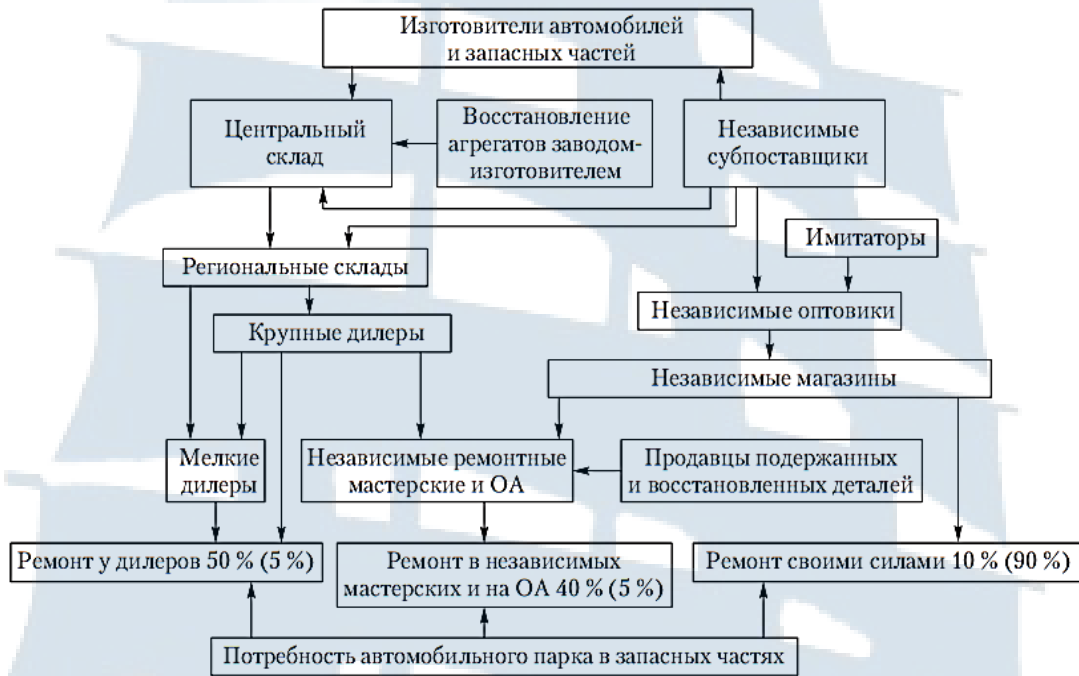 Изготовители автомобилей
и запасных частей
Центральный
склад
Восстановление
агрегатов заводом-
изготовителем
Независимые
субпоставщики
Имитаторы
Региональные склады
Независимые оптовики
Крупные дилеры
Независимые магазины
Мелкие
дилеры
Независимые ремонтные
мастерские и ОА
Продавцы подержанных
и восстановленных деталей
Ремонт у дилеров 50 % (5 %)
Ремонт в независимых
мастерских и на ОА 40 % (5 %)
Ремонт своими силами 10 % (90 %)
Потребность автомобильного парка в запасных частях